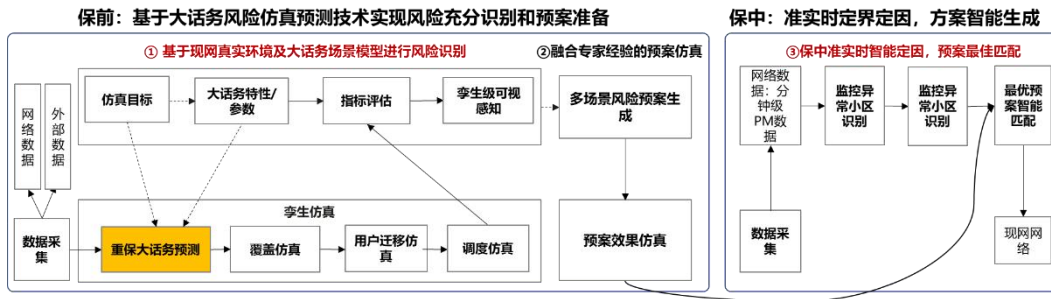 保前：基于大话务风险仿真预测技术实现风险充分识别和预案准备
① 基于现网真实环境及大话务场景模型进行风险识别
②融合专家经验的预案仿真
仿真目标
大话务特性/
参数
指标评估
孪生级可视
感知
多场景风险预案生
成
网络数据
外部数据
数据采
集
孪生仿真
重保大话务预测
覆盖仿真
用户迁移仿
真
调度仿真
预案效果仿真
保中：准实时定界定因，方案智能生成
③保中准实时智能定因，预案最佳匹配
网络数
据：分
钟级
PM数
据
监控异
常小区
识别
监控异
常小区
识别
最优预
案智能
匹配
数据采
集
现网网
络